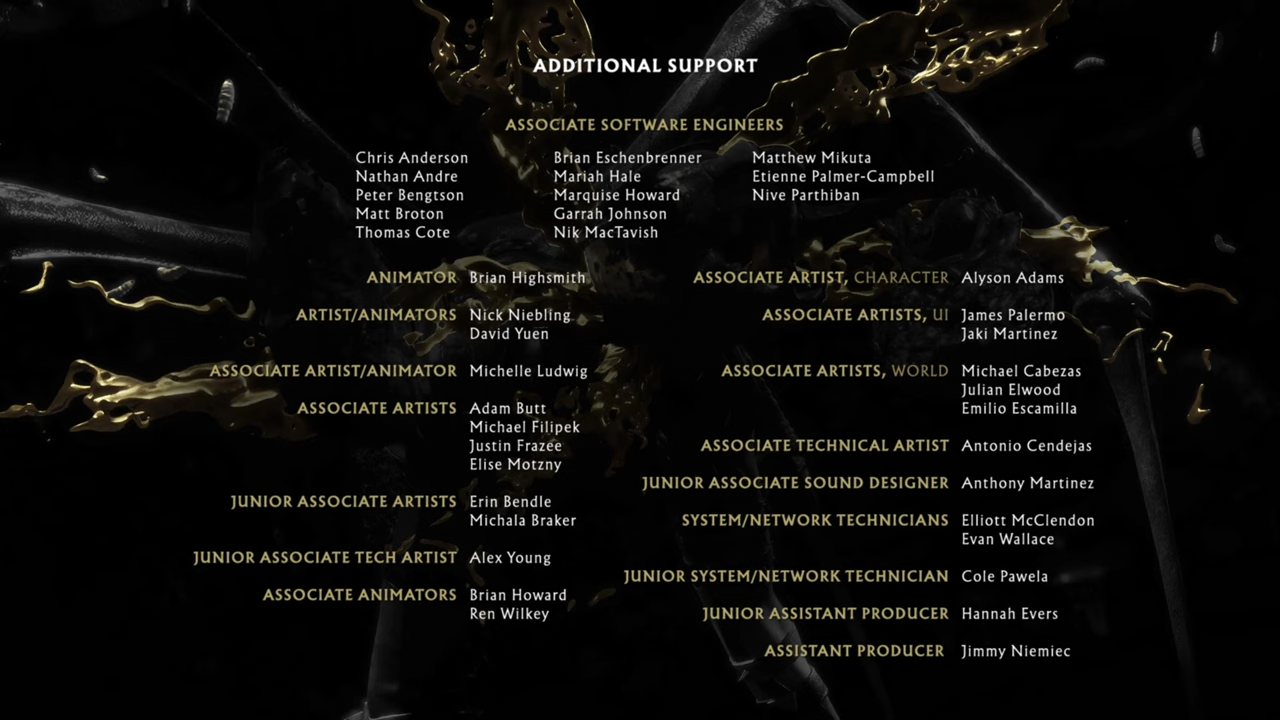 ADDITIONAL SUPPORT
ASSOCIATE SOFTWARE ENGINEERS
Chris Anderson
Nathan Andre
Peter Bengtson
Matt Broton
Thomas Cote
Brian Eschenbrenner
Mariah Hale
Marquise Howard
Garrah Johnson
Nik MacTavish
Matthew Mikuta
Etienne Palmer-Campbell
Nive Parthiban
ANIMATOR Brian Highsmith
ARTIST/ANIMATORS Nick Niebling
David Yuen
ASSOCIATE ARTIST/ANIMATOR Michelle Ludwig
ASSOCIATE ARTISTS Adam Butt
Michael Filipek
Justin Frazee
Elise Motzny
JUNIOR ASSOCIATE ARTISTS Erin Bendle
Michala Braker
JUNIOR ASSOCIATE TECH ARTIST Alex Young
ASSOCIATE ANIMATORS Brian Howard
Ren Wilkey
ASSOCIATE ARTIST, CHARACTER Alyson Adams
ASSOCIATE ARTISTS, UI James Palermo
Jaki Martinez
ASSOCIATE ARTISTS, WORLD Michael Cabezas
Julian Elwood
Emilio Escamilla
ASSOCIATE TECHNICAL ARTIST Antonio Cendejas
JUNIOR ASSOCIATE SOUND DESIGNER Anthony Martinez
SYSTEM/NETWORK TECHNICIANS Elliott McClendon
Evan Wallace
JUNIOR SYSTEM/NETWORK TECHNICIAN Cole Pawela
JUNIOR ASSISTANT PRODUCER Hannah Evers
ASSISTANT PRODUCER Jimmy Niemiec